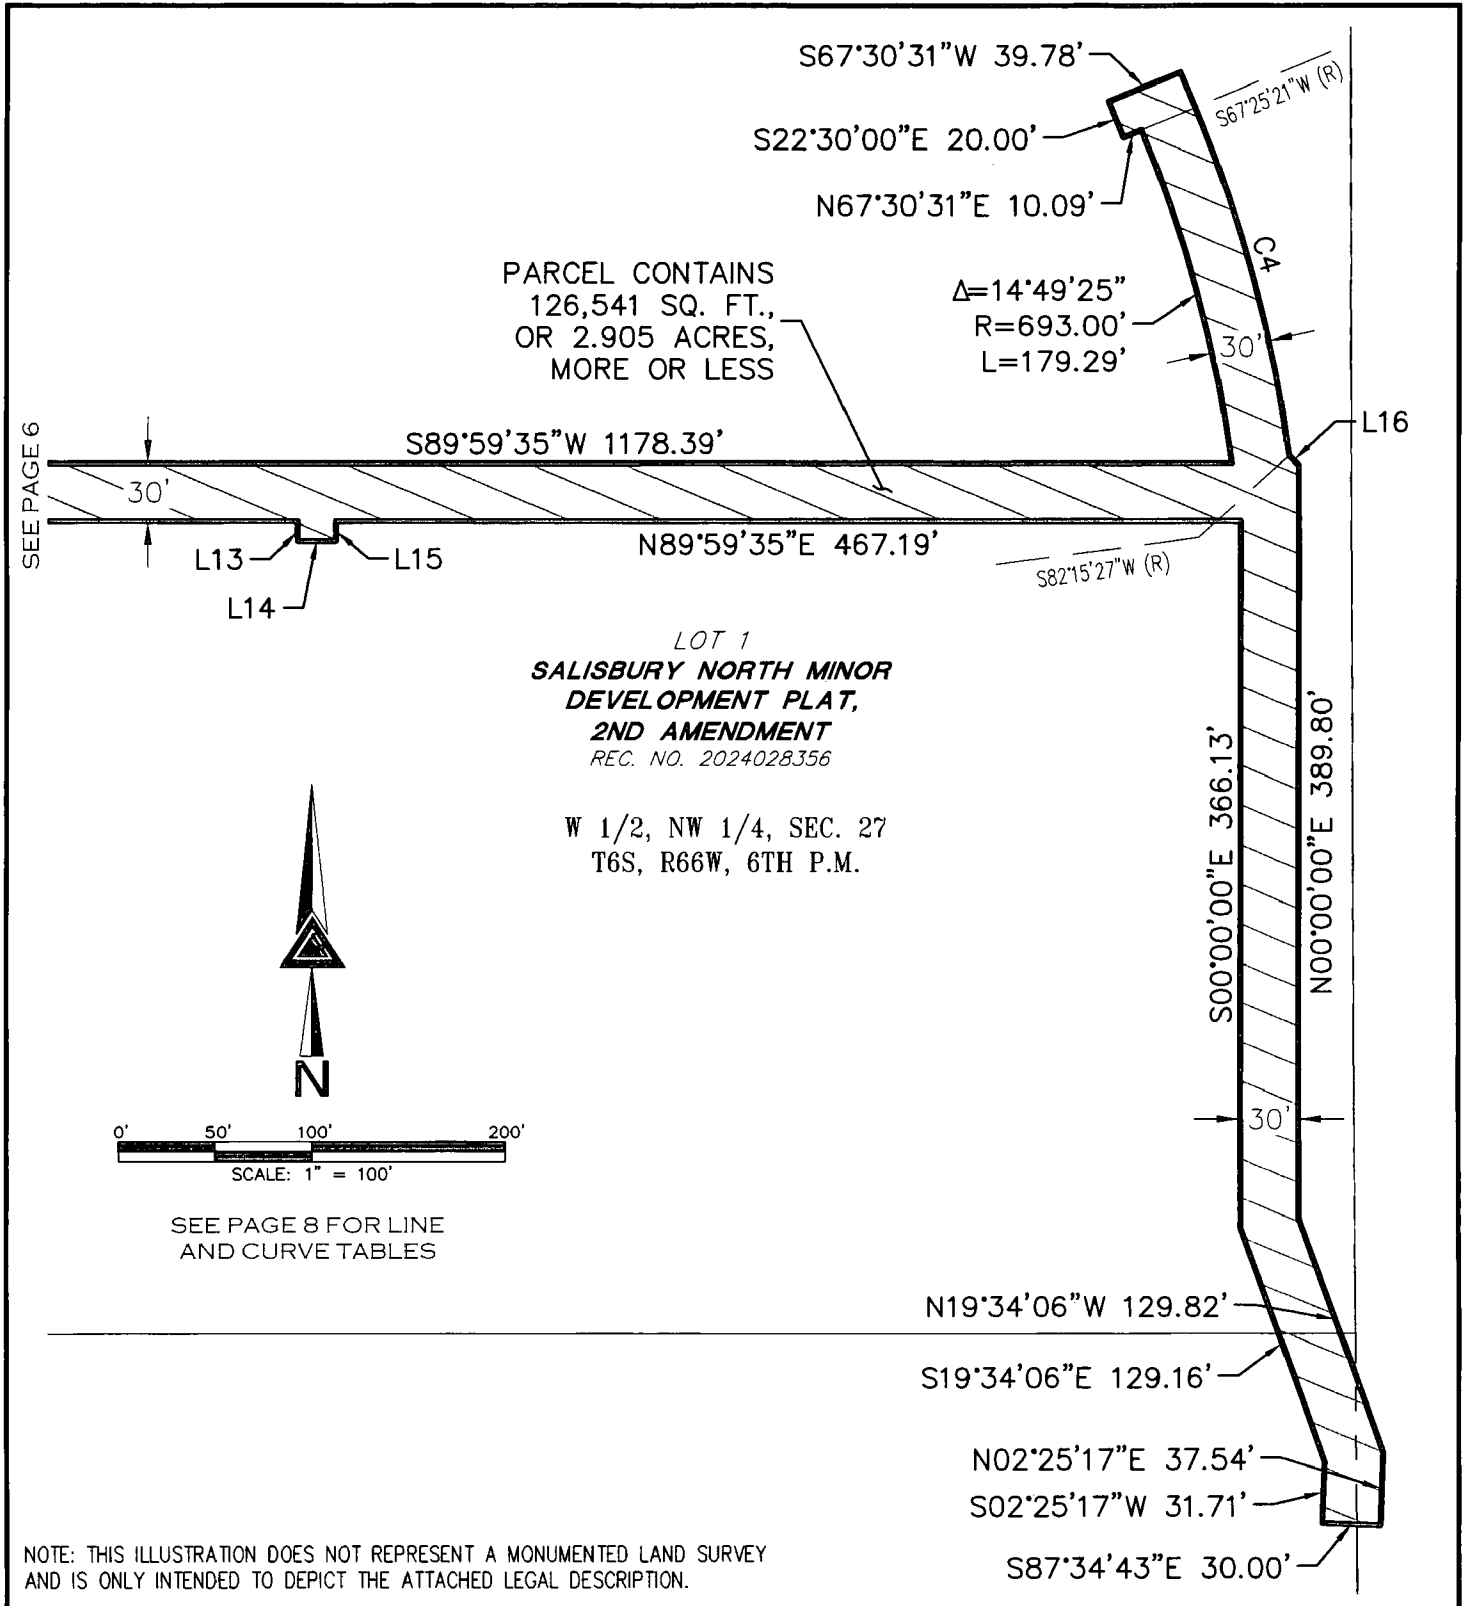 S67°30'31"W 39.78'
S67°25'21"W (R)
S22°30'00"E 20.00'
N67°30'31"E 10.09'
C4
PARCEL CONTAINS
126,541 SQ. FT.,
OR 2.905 ACRES,
MORE OR LESS
Δ=14°49'25"
R=693.00'
L=179.29'
30'
L16
SEE PAGE 6
S89°59'35"W 1178.39'
30'
N89°59'35"E 467.19'
L13
L15
L14
S82°15'27"W (R)
LOT 1
SALISBURY NORTH MINOR
DEVELOPMENT PLAT,
2ND AMENDMENT
REC. NO. 2024028356
W 1/2, NW 1/4, SEC. 27
T6S, R66W, 6TH P.M.
S00°00'00"E 366.13'
N00°00'00"E 389.80'
N
30'
0' 50' 100' 200'
SCALE: 1" = 100'
SEE PAGE 8 FOR LINE
AND CURVE TABLES
N19°34'06"W 129.82'
S19°34'06"E 129.16'
N02°25'17"E 37.54'
S02°25'17"W 31.71'
S87°34'43"E 30.00'
NOTE: THIS ILLUSTRATION DOES NOT REPRESENT A MONUMENTED LAND SURVEY
AND IS ONLY INTENDED TO DEPICT THE ATTACHED LEGAL DESCRIPTION.